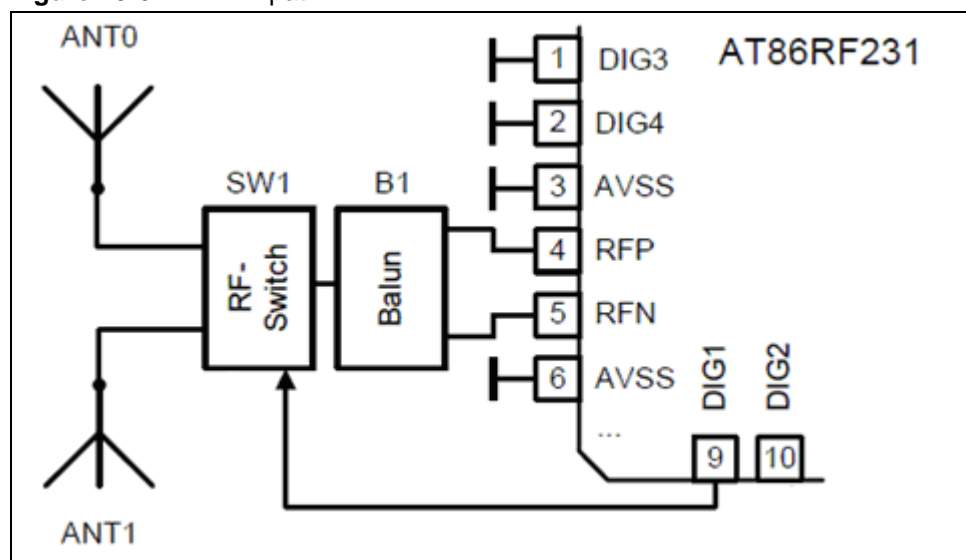 ANT0
1 DIG3
AT86RF231
2 DIG4
3 AVSS
SW1
B1
RF-
Switch
Balun
4 RFP
5 RFN
6 AVSS
...
DIG1
DIG2
9
10
ANT1